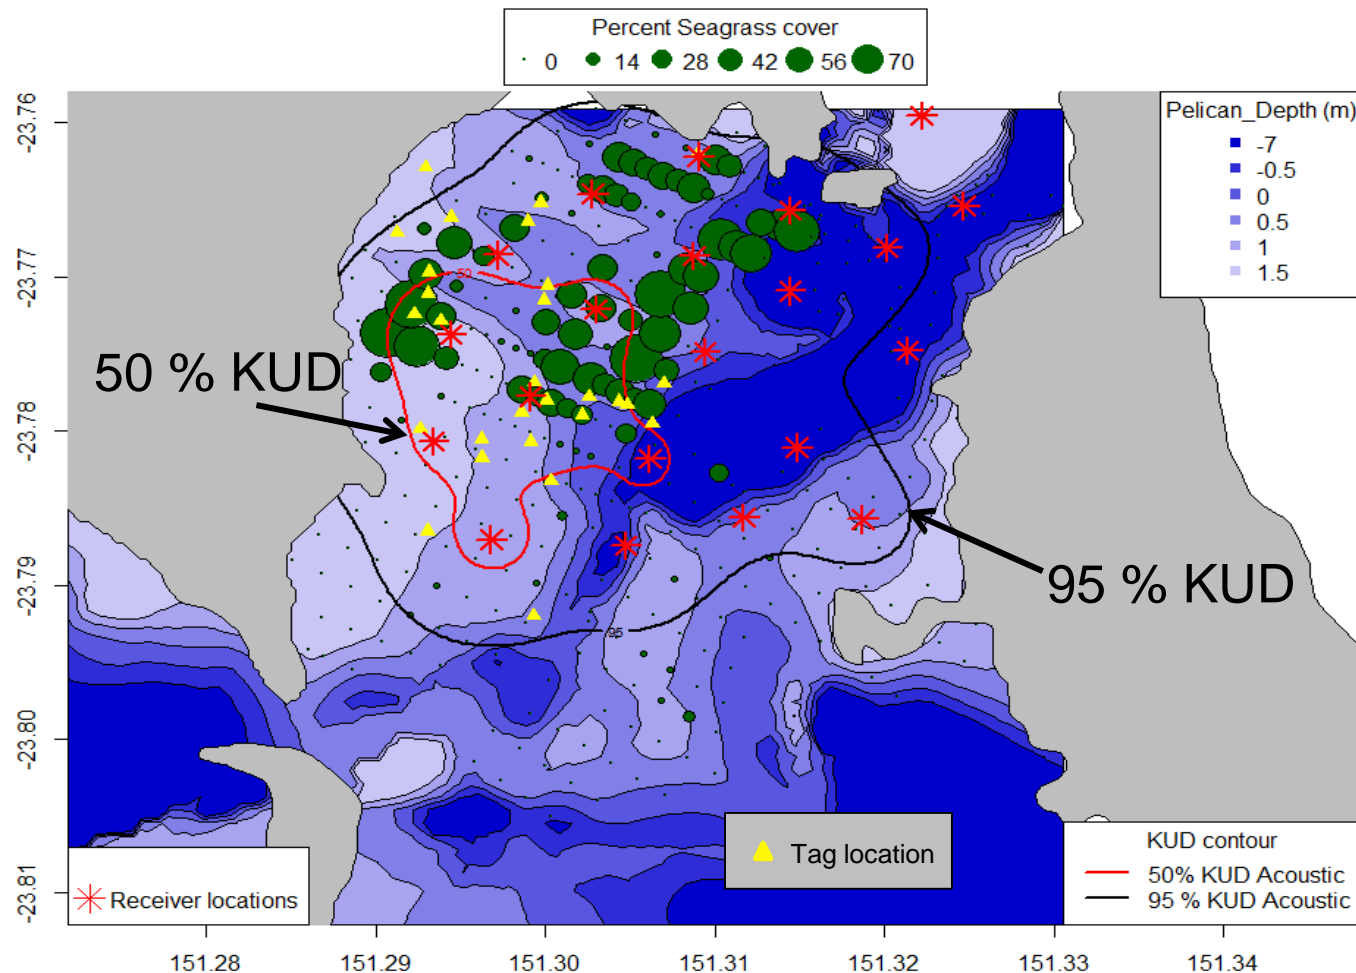 Percent Seagrass cover
0 14 28 42 56 70
Pelican_Depth (m)
-7
-0.5
0
0.5
1
1.5
-23.76
-23.77
-23.78
-23.79
-23.80
-23.81
50
50 % KUD
95 % KUD
95
Tag location
Receiver locations
KUD contour
50% KUD Acoustic
95 % KUD Acoustic
151.28 151.29 151.30 151.31 151.32 151.33 151.34